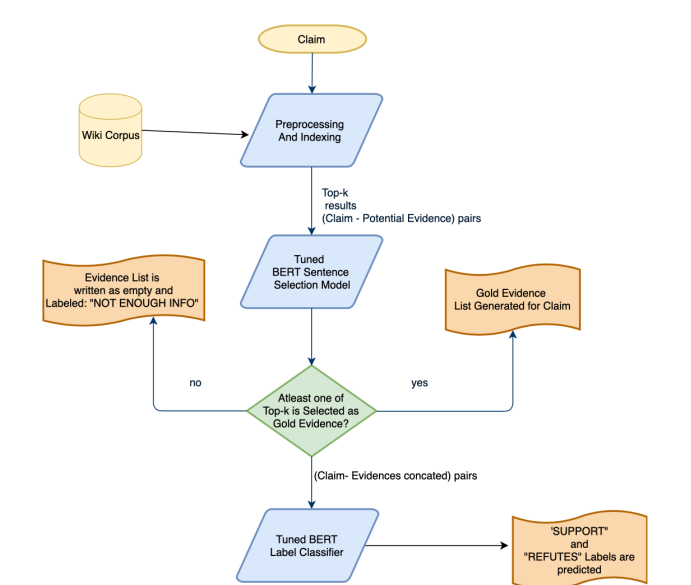 Claim
Preprocessing
And Indexing
Wiki Corpus
Top-k
results
(Claim - Potential Evidence) pairs
Tuned
BERT Sentence
Selection Model
Evidence List is
written as empty and
Labeled: "NOT ENOUGH INFO"
Gold Evidence
List Generated for Claim
no
yes
Atleast one of
Top-k is Selected as
Gold Evidence?
(Claim- Evidences concated) pairs
Tuned BERT
Label Classifier
'SUPPORT"
and
"REFUTES" Labels are
predicted